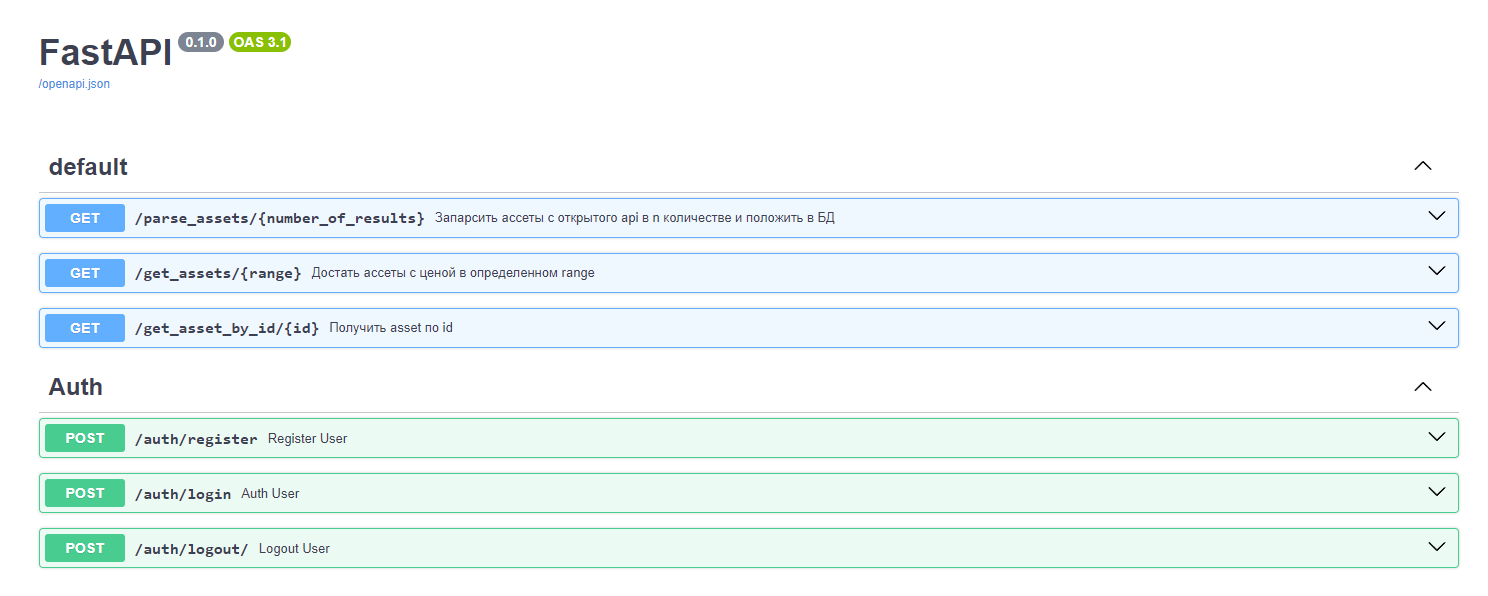 FastAPI 0.1.0 OAS 3.1
/openapi.json
default
GET /parse_assets/{number_of_results} Запарсить ассеты с открытого api в n количестве и положить в БД
GET /get_assets/{range} Достать ассеты с ценой в определенном range
GET /get_asset_by_id/{id} Получить asset по id
Auth
POST /auth/register Register User
POST /auth/login Auth User
POST /auth/logout/ Logout User